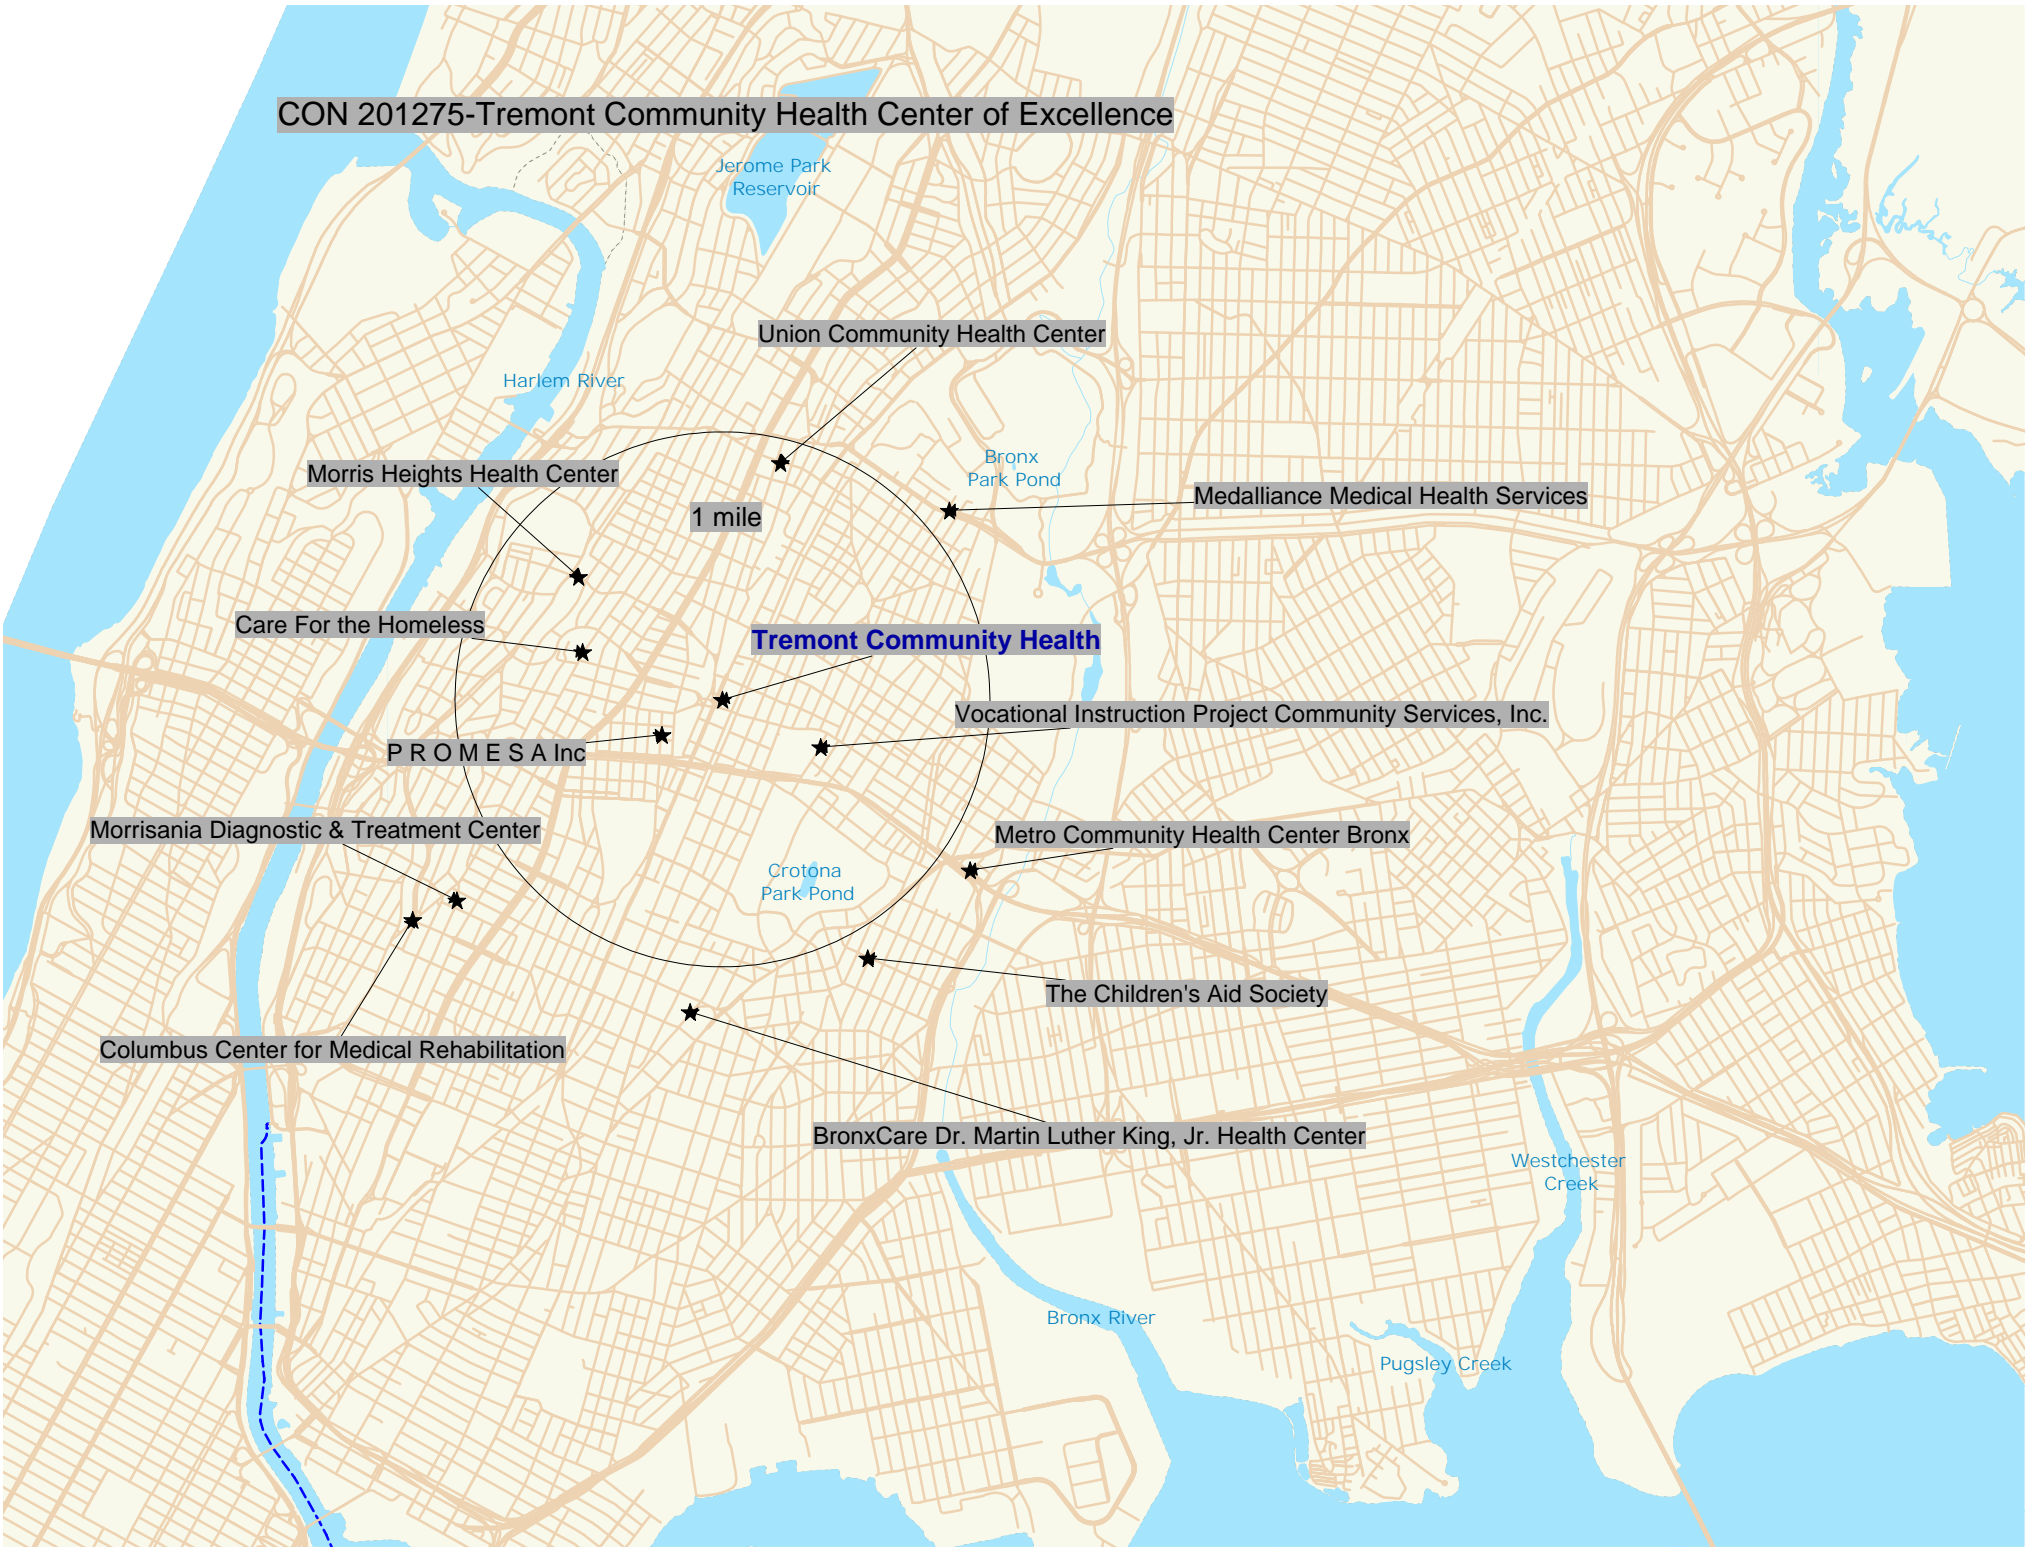 CON 201275-Tremont Community Health Center of Excellence
Jerome Park
Reservoir
Union Community Health Center
Harlem River
Morris Heights Health Center
Bronx
Park Pond
Medalliance Medical Health Services
1 mile
Care For the Homeless
Tremont Community Health
Vocational Instruction Project Community Services, Inc.
P R O M E S A Inc
Morrisania Diagnostic & Treatment Center
Metro Community Health Center Bronx
Crotona
Park Pond
The Children's Aid Society
Columbus Center for Medical Rehabilitation
BronxCare Dr. Martin Luther King, Jr. Health Center
Westchester
Creek
Bronx River
Pugsley Creek